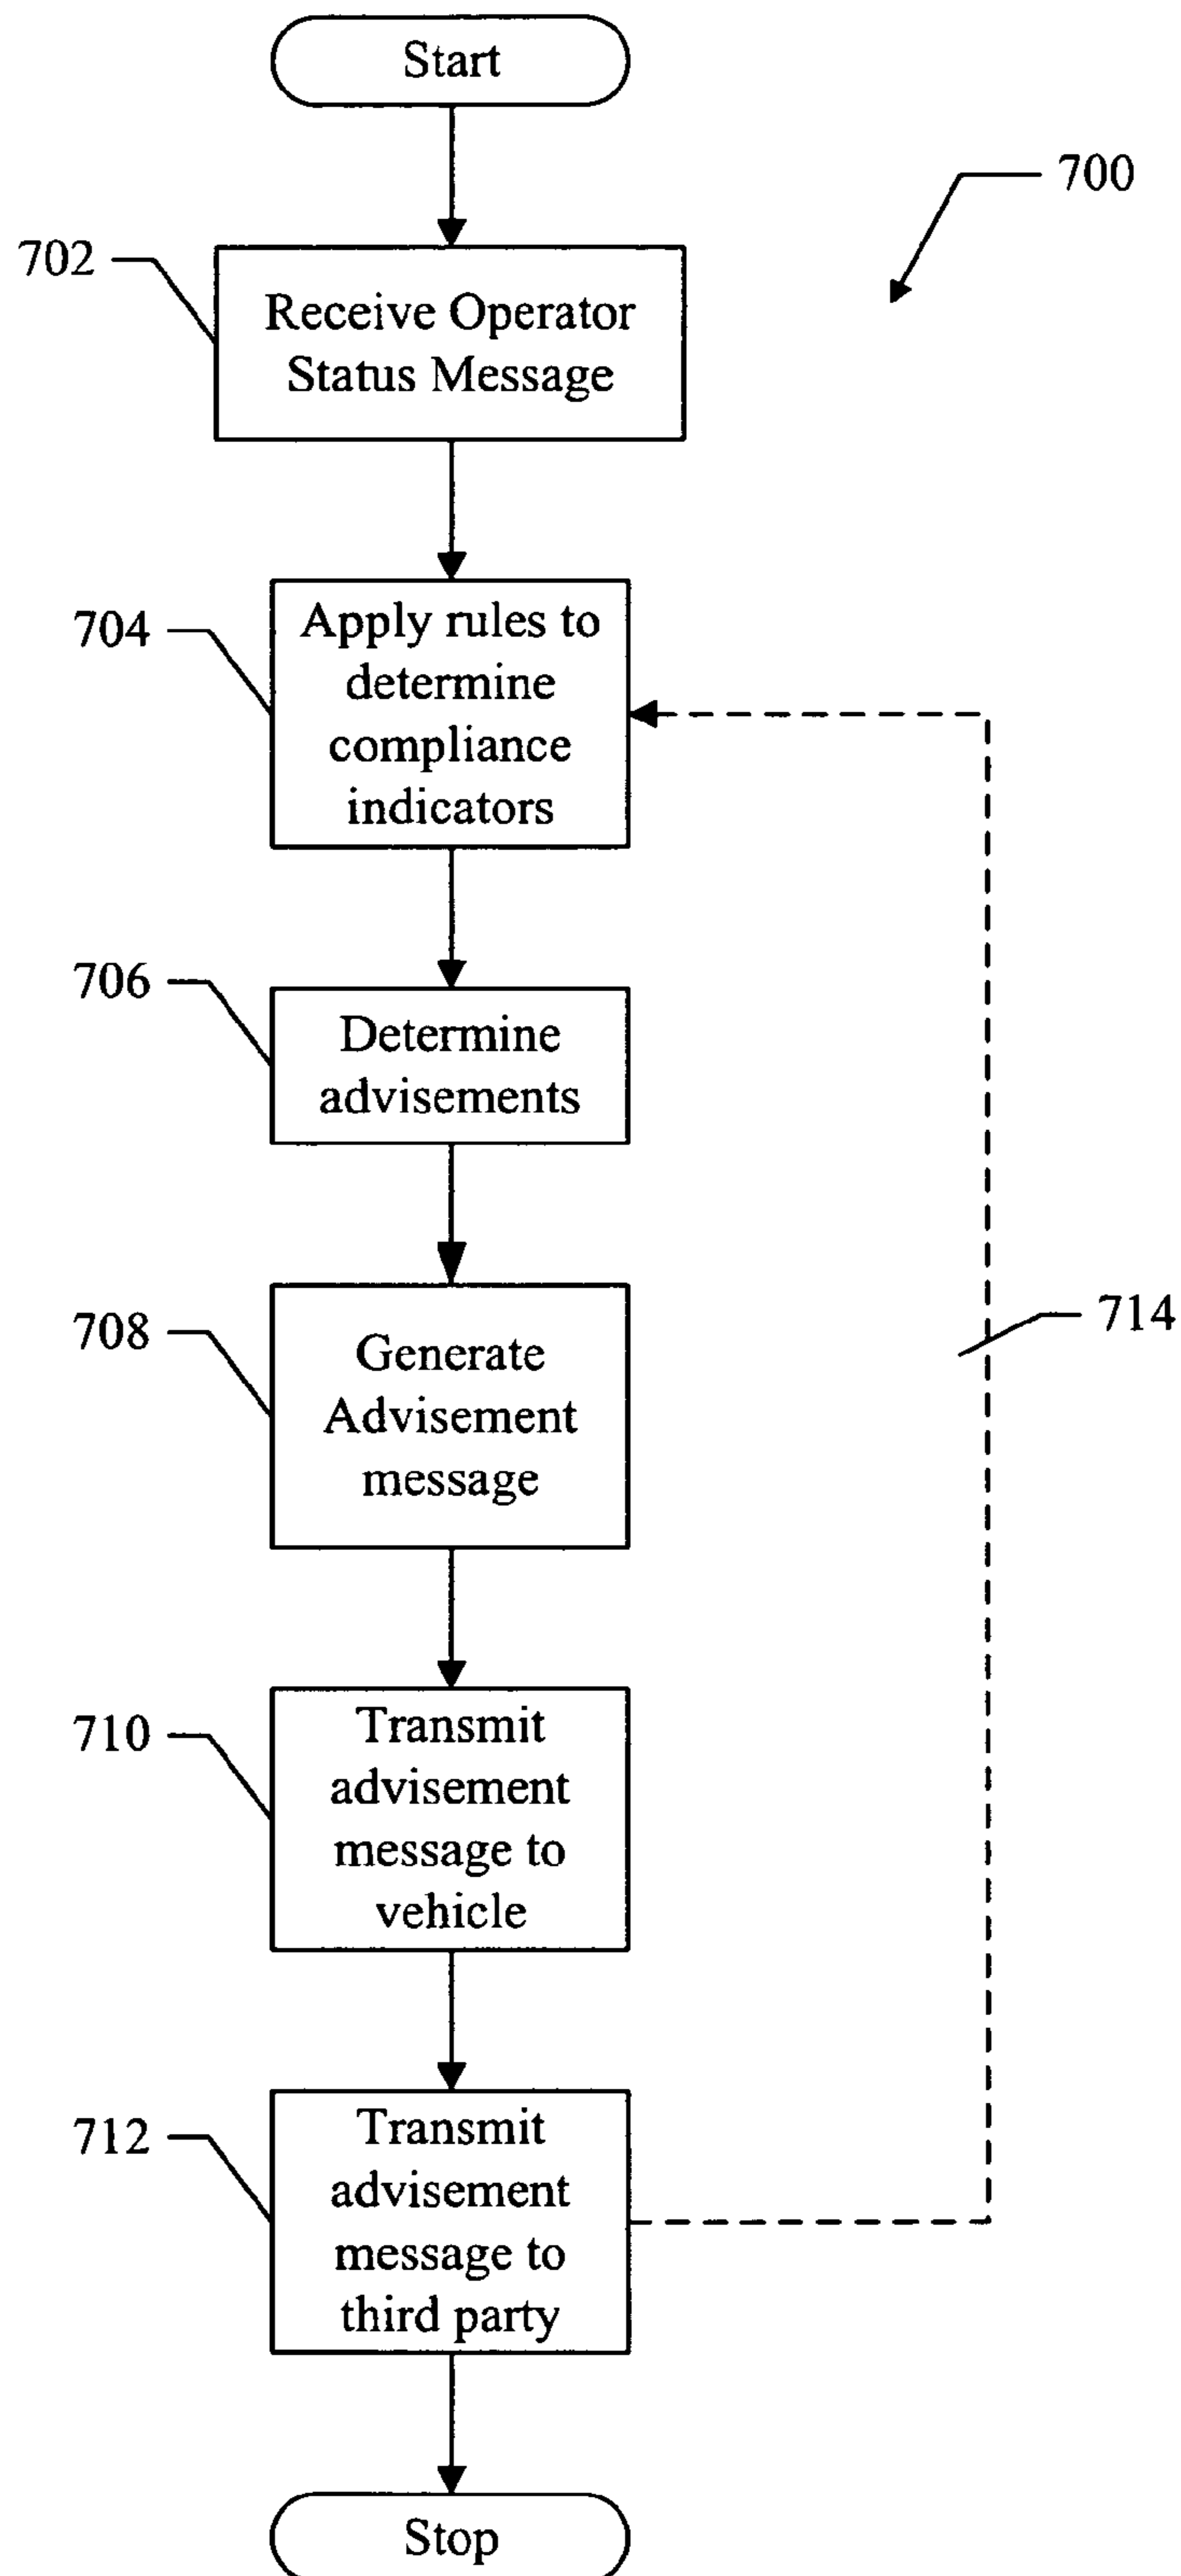 Start
700
702
Receive Operator
Status Message
704
Apply rules to
determine
compliance
indicators
706
Determine
advisements
714
708
Generate
Advisement
message
710
Transmit
advisement
message to
vehicle
712
Transmit
advisement
message to
third party
Stop